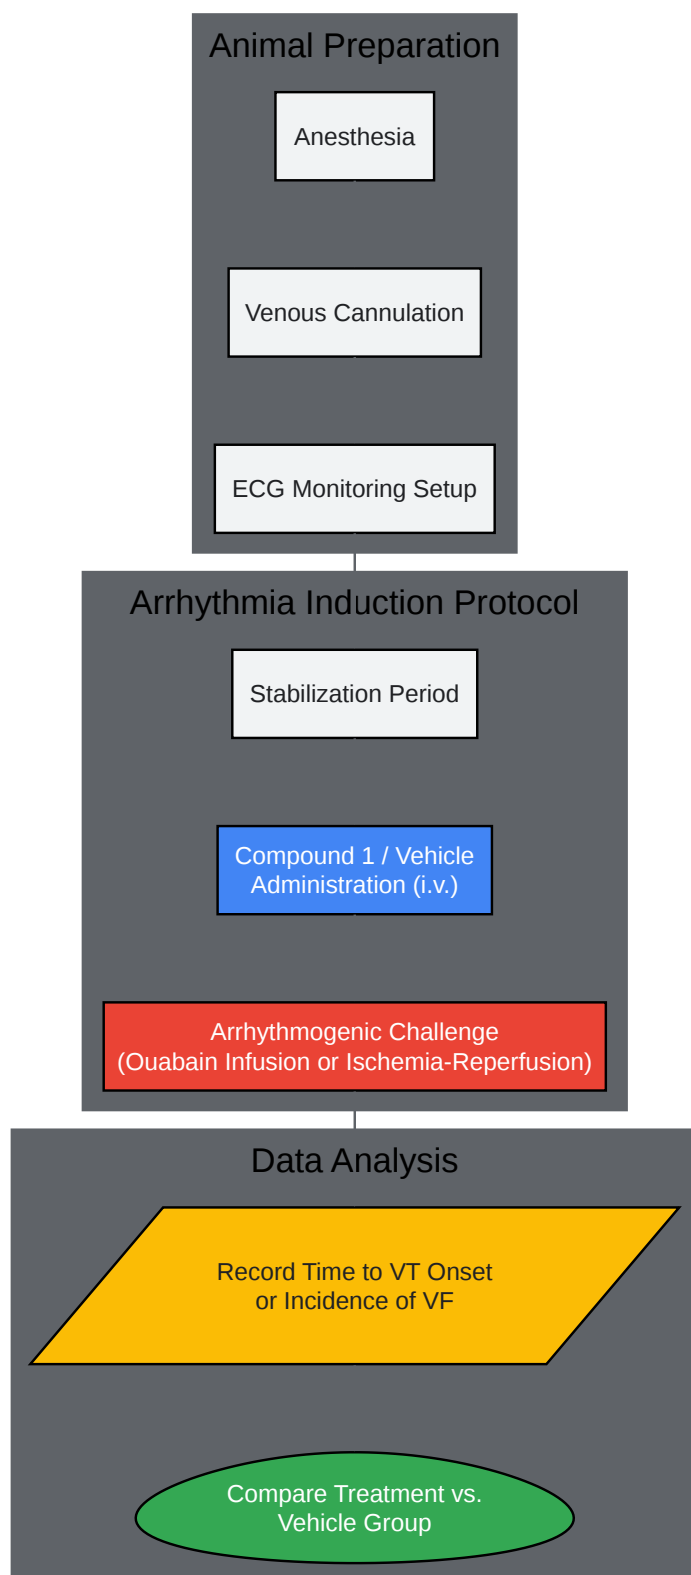 Animal Preparation
Anesthesia
Venous Cannulation
ECG Monitoring Setup
Arrhythmia Induction Protocol
Stabilization Period
Compound 1 / Vehicle
Administration (i.v.)
Arrhythmogenic Challenge
(Ouabain Infusion or Ischemia-Reperfusion)
Data Analysis
Record Time to VT Onset
or Incidence of VF
Compare Treatment vs.
Vehicle Group